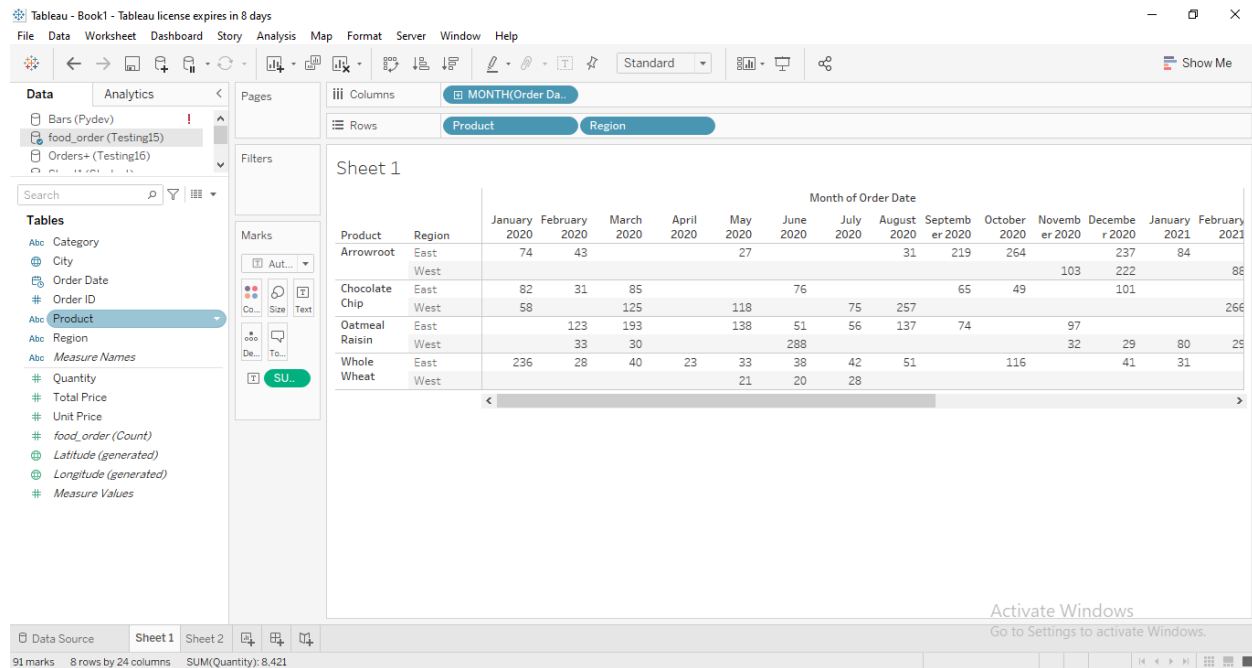 Tableau - Book1 - Tableau license expires in 8 days
File Data Worksheet Dashboard Story Analysis Map Format Server Window Help
Standard
Show Me
Data Analytics
Pages
Columns
MONTH(Order Da..
Bars (Pydev) !
food_order (Testing15)
Orders+ (Testing16)
Rows
Product Region
Filters
Sheet 1
Search
Tables
Abc Category
City
Order Date
# Order ID
Abc Product
Abc Region
Abc Measure Names
# Quantity
# Total Price
# Unit Price
# food_order (Count)
Latitude (generated)
Longitude (generated)
# Measure Values
Marks
Aut...
Co... Size Text
De... To...
SU..
Month of Order Date
January February March April May June July August Septemb October Novemb Decembe January February
Product Region 2020 2020 2020 2020 2020 2020 2020 2020 er 2020 2020 er 2020 r 2020 2021 2021
Arrowroot East 74 43 27 31 219 264 237 84
West 103 222 88
Chocolate East 82 31 85 76 65 49 101
Chip West 58 125 118 75 257 266
Oatmeal East 123 193 138 51 56 137 74 97
Raisin West 33 30 288 32 29 80 29
Whole East 236 28 40 23 33 38 42 51 116 41 31
Wheat West 21 20 28
Activate Windows
Go to Settings to activate Windows.
Data Source Sheet 1 Sheet 2
91 marks 8 rows by 24 columns SUM(Quantity): 8,421